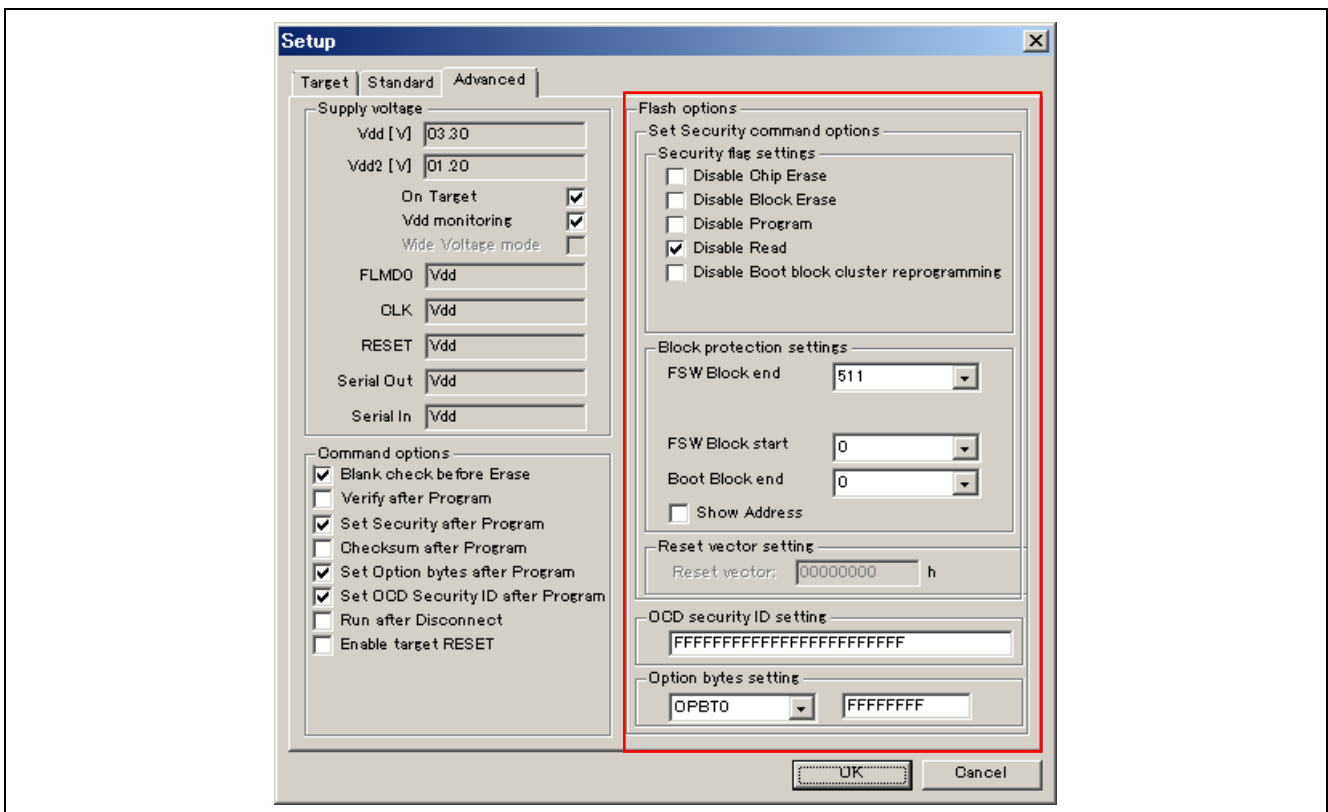 Setup
Target
Standard
Advanced
Supply voltage
Vdd [V] 03.30
Vdd2 [V] 01.20
On Target
Vdd monitoring
Wide Voltage mode
FLMD0 Vdd
CLK Vdd
RESET Vdd
Serial Out Vdd
Serial In Vdd
Command options
Blank check before Erase
Verify after Program
Set Security after Program
Checksum after Program
Set Option bytes after Program
Set OCD Security ID after Program
Run after Disconnect
Enable target RESET
Flash options
Set Security command options
Security flag settings
Disable Chip Erase
Disable Block Erase
Disable Program
Disable Read
Disable Boot block cluster reprogramming
Block protection settings
FSW Block end 511
FSW Block start 0
Boot Block end 0
Show Address
Reset vector setting
Reset vector: 00000000 h
OCD security ID setting
FFFFFFFFFFFFFFFFFFFFFFFF
Option bytes setting
OPBT0 FFFFFFFF
OK
Cancel